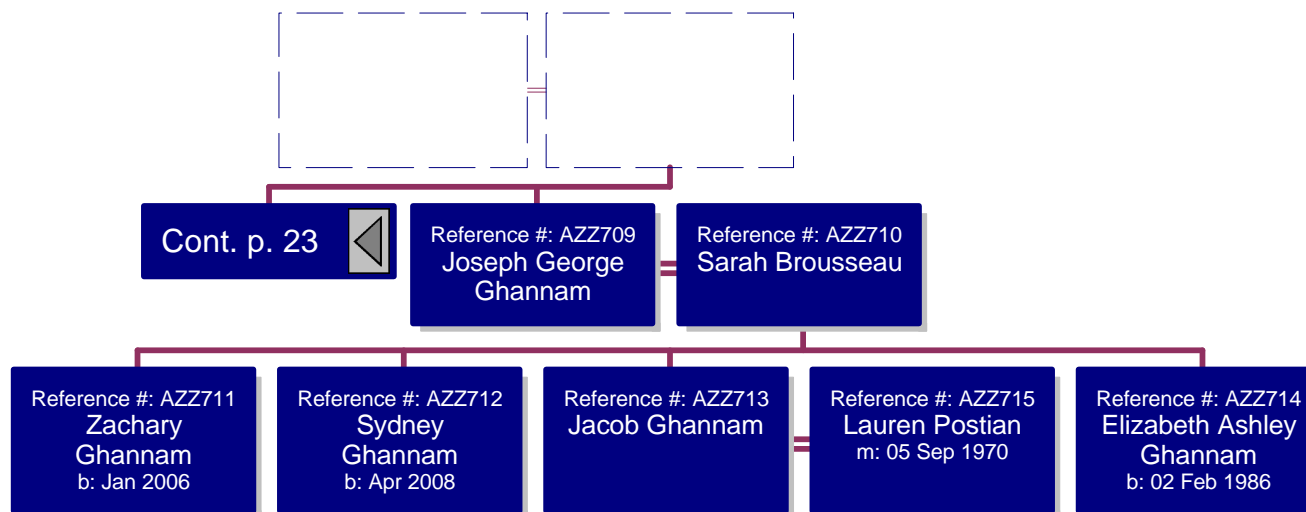 Cont. p. 23
Reference #: AZZ709
Joseph George
Ghannam
Reference #: AZZ710
Sarah Brousseau
Reference #: AZZ711
Zachary
Ghannam
b: Jan 2006
Reference #: AZZ712
Sydney
Ghannam
b: Apr 2008
Reference #: AZZ713
Jacob Ghannam
Reference #: AZZ715
Lauren Postian
m: 05 Sep 1970
Reference #: AZZ714
Elizabeth Ashley
Ghannam
b: 02 Feb 1986